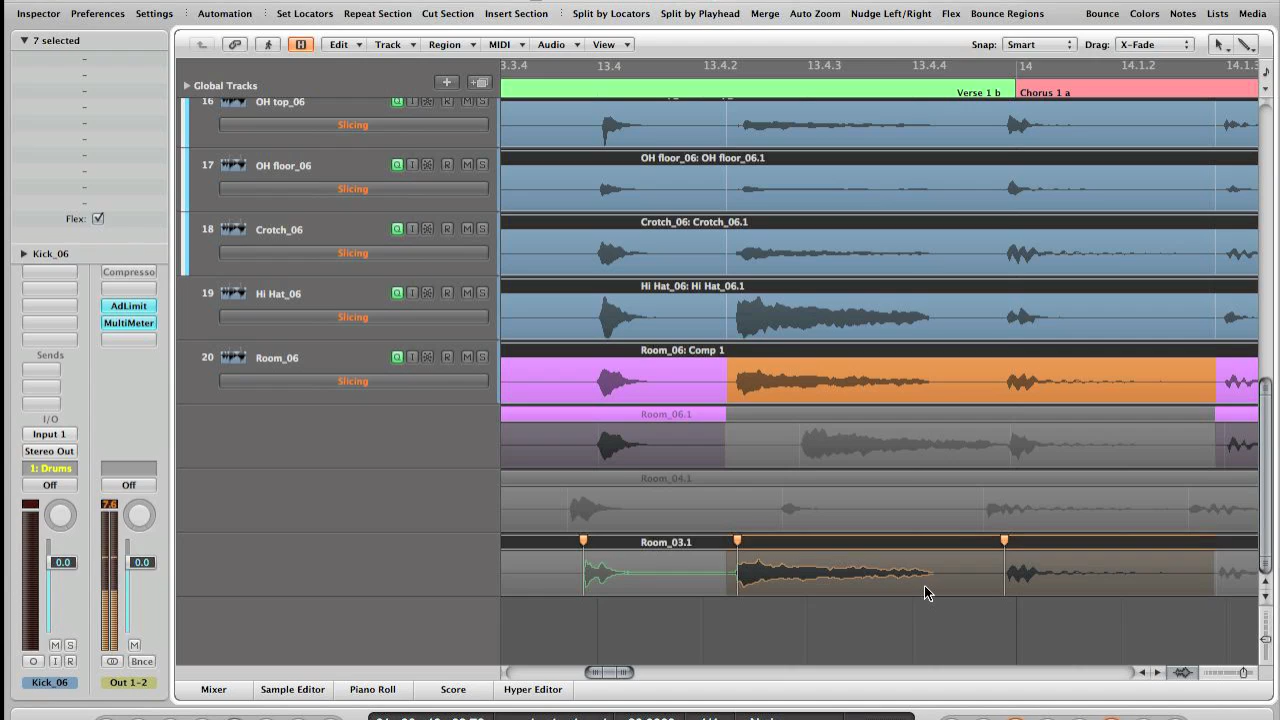 Inspector Preferences Settings Automation Set Locators Repeat Section Cut Section Insert Section Split by Locators Split by Playhead Merge Auto Zoom Nudge Left/Right Flex Bounce Regions Bounce Colors Notes Lists Media
7 selected
Edit Track Region MIDI Audio View Snap: Smart Drag: X-Fade
3.3.4 13.4 13.4.2 13.4.3 13.4.4 14 14.1.2 14.1.3
Global Tracks
Verse 1 b Chorus 1 a
16 OH top_06 Q I R M S
Slicing
17 OH floor_06 Q I R M S
OH floor_06: OH floor_06.1
Slicing
Flex:
18 Crotch_06 Q I R M S
Crotch_06: Crotch_06.1
Slicing
Kick_06
Compresso
19 Hi Hat_06 Q I R M S
Hi Hat_06: Hi Hat_06.1
AdLimit
Slicing
MultiMeter
Sends
20 Room_06 Q I R M S
Room_06: Comp 1
Slicing
I/O
Room_06.1
Input 1
Stereo Out
1: Drums
Off Off
Room_04.1
7.6
Room_03.1
0.0 0.0
M S M
O I R Bnce
Kick_06 Out 1-2
Mixer Sample Editor Piano Roll Score Hyper Editor